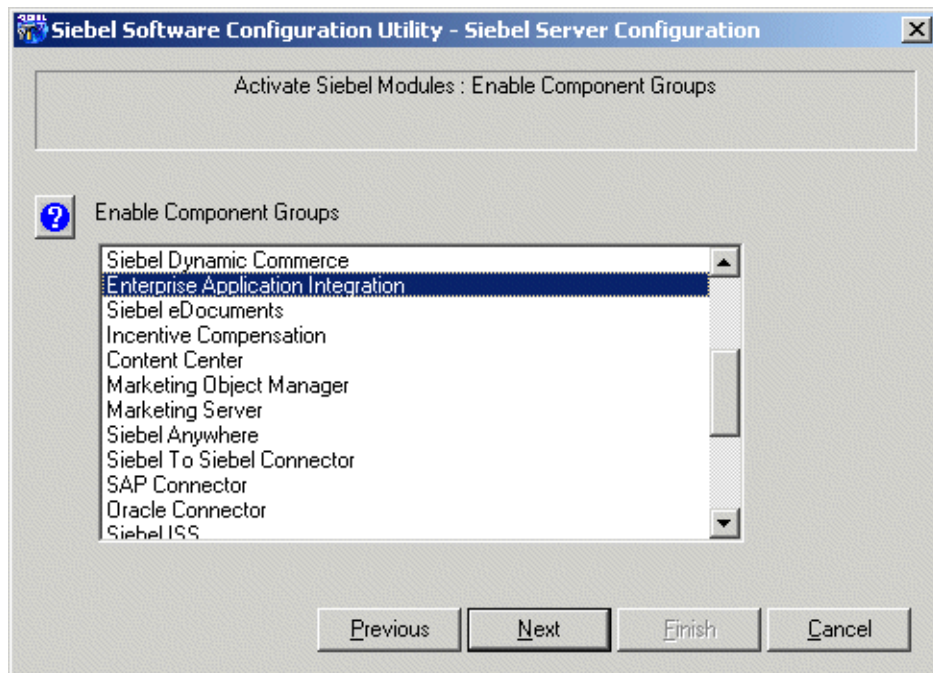 Siebel Software Configuration Utility - Siebel Server Configuration
Activate Siebel Modules : Enable Component Groups
?
Enable Component Groups
Siebel Dynamic Commerce
Enterprise Application Integration
Siebel eDocuments
Incentive Compensation
Content Center
Marketing Object Manager
Marketing Server
Siebel Anywhere
Siebel To Siebel Connector
SAP Connector
Oracle Connector
Siebel ISS
Previous Next Finish Cancel